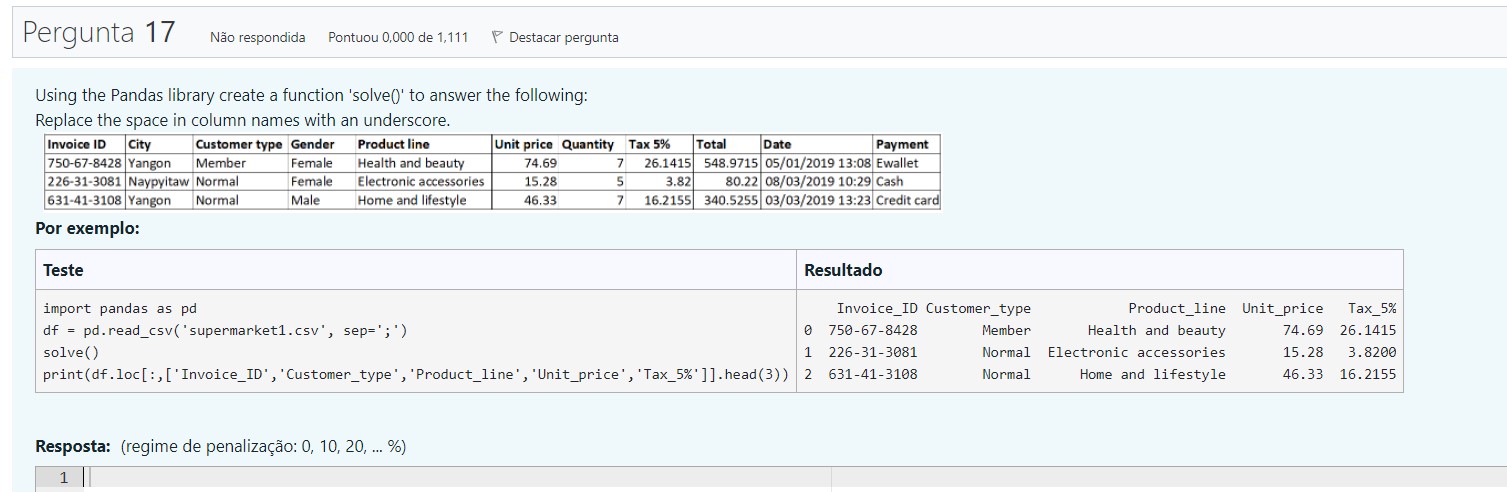 Pergunta 17 Não respondida Pontuou 0,000 de 1,111 Destacar pergunta
Using the Pandas library create a function 'solve()' to answer the following:
Replace the space in column names with an underscore.
Invoice ID City Customer type Gender Product line Unit price Quantity Tax 5% Total Date Payment
750-67-8428 Yangon Member Female Health and beauty 74.69 7 26.1415 548.9715 05/01/2019 13:08 Ewallet
226-31-3081 Naypyitaw Normal Female Electronic accessories 15.28 5 3.82 80.22 08/03/2019 10:29 Cash
631-41-3108 Yangon Normal Male Home and lifestyle 46.33 7 16.2155 340.5255 03/03/2019 13:23 Credit card
Por exemplo:
Teste Resultado
import pandas as pd
df = pd.read_csv('supermarket1.csv', sep=';')
solve()
print(df.loc[:,['Invoice_ID','Customer_type','Product_line','Unit_price','Tax_5%']].head(3))
Invoice_ID Customer_type Product_line Unit_price Tax_5%
0 750-67-8428 Member Health and beauty 74.69 26.1415
1 226-31-3081 Normal Electronic accessories 15.28 3.8200
2 631-41-3108 Normal Home and lifestyle 46.33 16.2155
Resposta: (regime de penalização: 0, 10, 20, ... %)
1